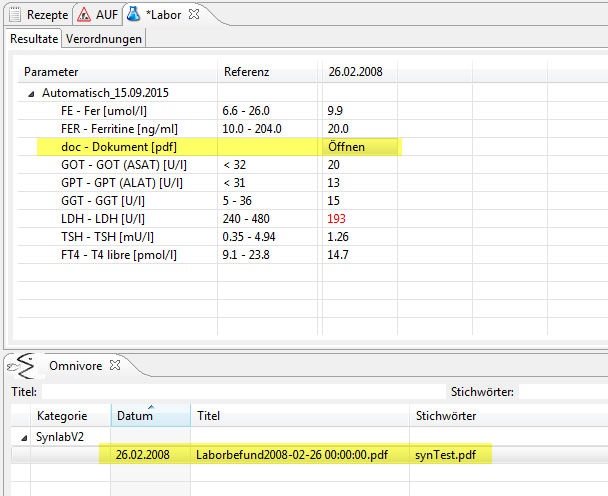 Rezepte AUF *Labor
Resultate Verordnungen
Parameter Referenz 26.02.2008
Automatisch_15.09.2015
FE - Fer [umol/l] 6.6 - 26.0 9.9
FER - Ferritine [ng/ml] 10.0 - 204.0 20.0
doc - Dokument [pdf] Öffnen
GOT - GOT (ASAT) [U/l] < 32 20
GPT - GPT (ALAT) [U/l] < 31 13
GGT - GGT [U/l] 5 - 36 15
LDH - LDH [U/l] 240 - 480 193
TSH - TSH [mU/l] 0.35 - 4.94 1.26
FT4 - T4 libre [pmol/l] 9.1 - 23.8 14.7
Omnivore
Titel: Stichwörter:
Kategorie Datum Titel Stichwörter
SynlabV2
26.02.2008 Laborbefund2008-02-26 00:00:00.pdf synTest.pdf